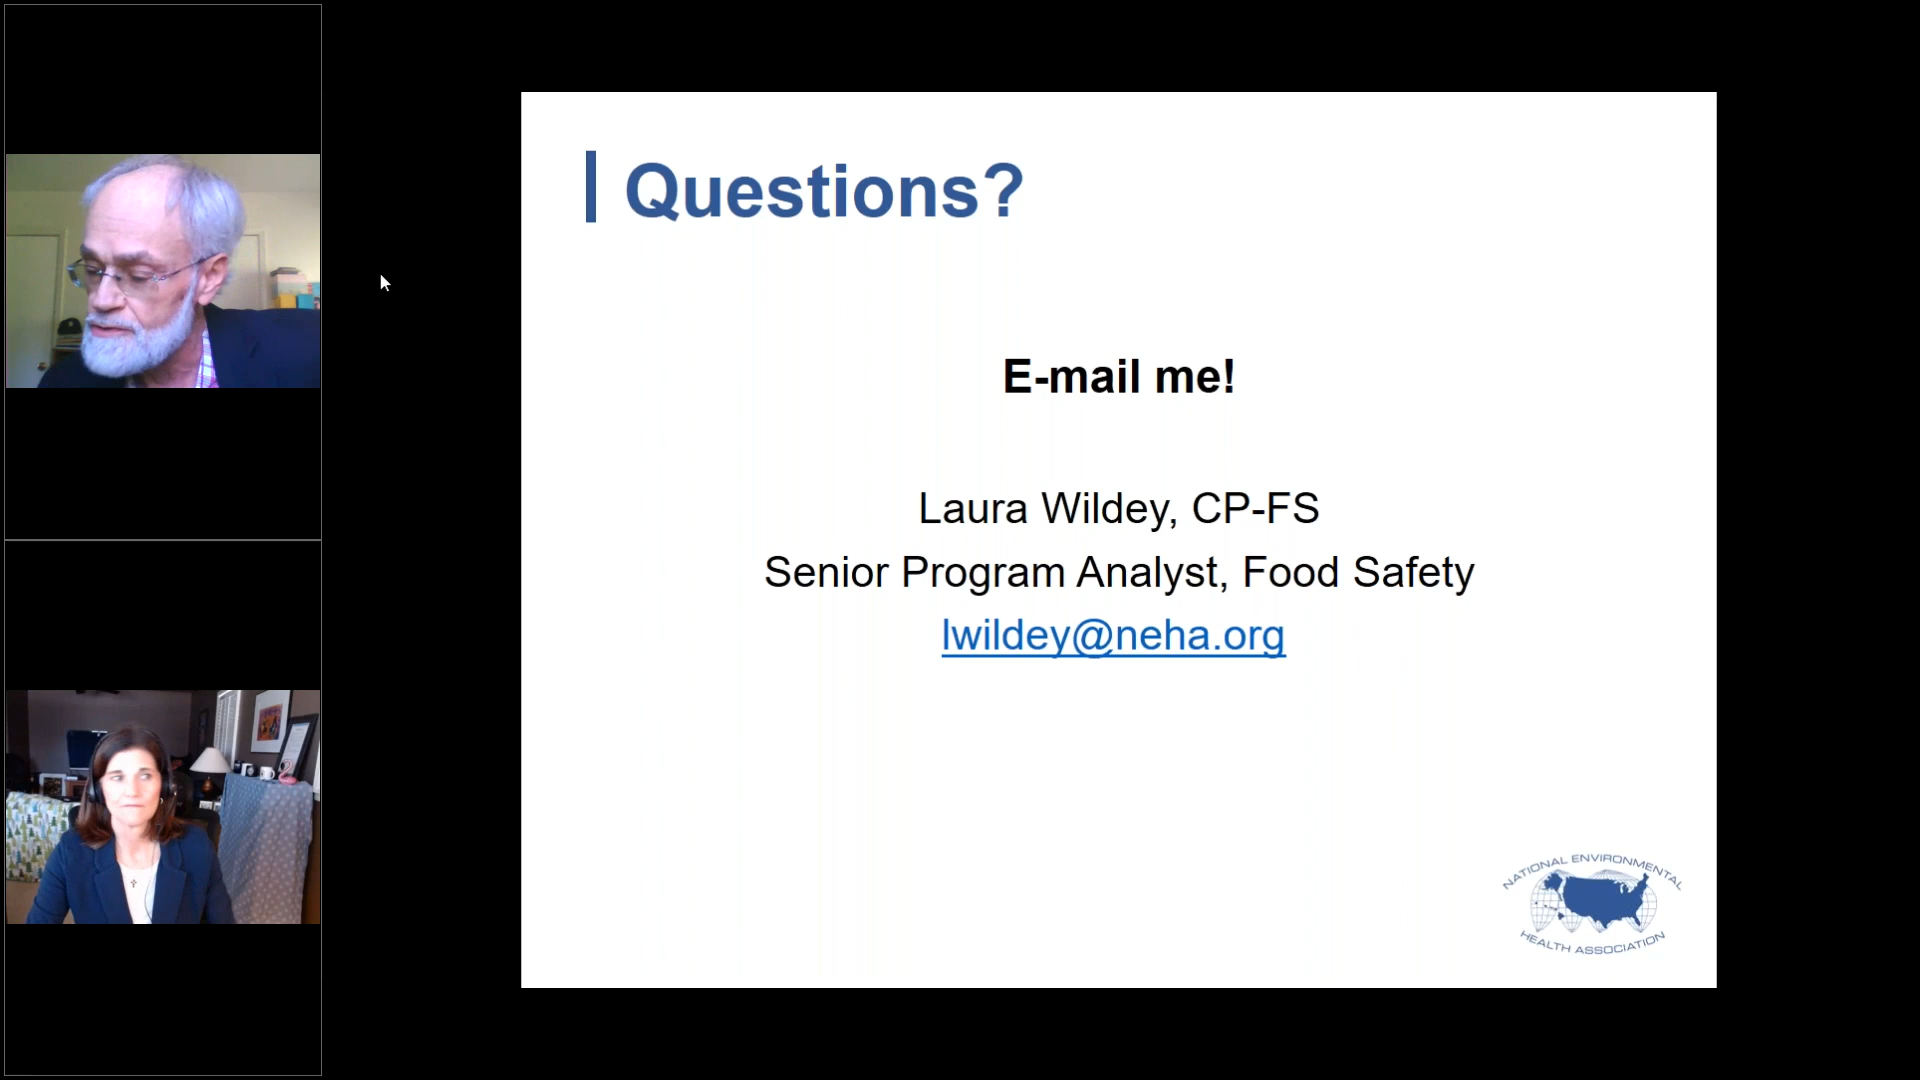 Questions?
E-mail me!
Laura Wildey, CP-FS
Senior Program Analyst, Food Safety
lwildey@neha.org
NATIONAL ENVIRONMENTAL
HEALTH ASSOCIATION